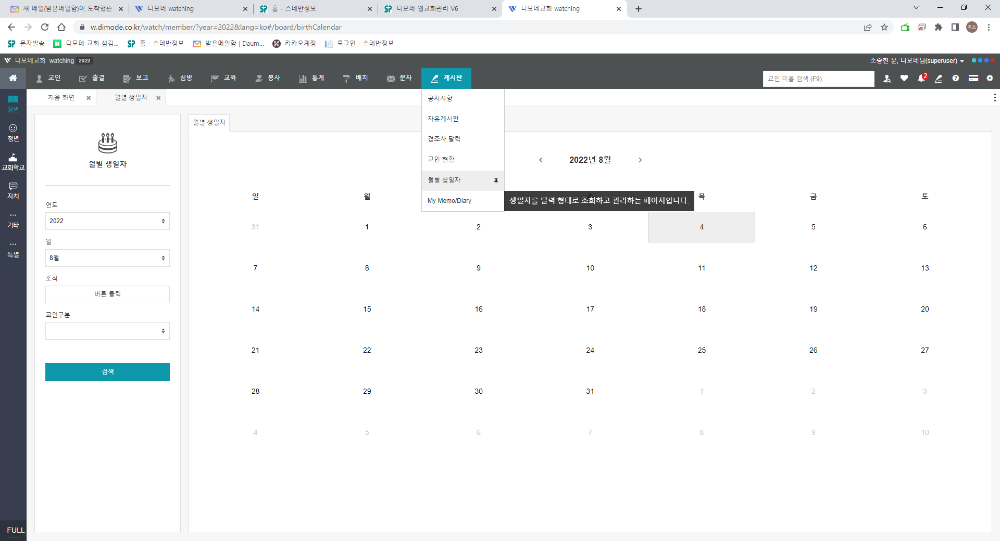 새 메일(받은메일함)이 도착했습
디모데 watching
홈 - 스데반정보
디모데 웹교회관리 V6
디모데교회 watching
w.dimode.co.kr/watch/member/?year=2022&lang=ko#/board/birthCalendar
미소
문자발송
디모데 교회 섬김...
홈 - 스데반정보
받은메일함 | Daum...
카카오계정
로그인 - 스데반정보
디모데교회 watching 2022
소중한 분, 디모데님(superuser)
교인
출결
보고
심방
교육
봉사
통계
배치
문자
게시판
교인 이름 검색 (F9)
2
장년
청년
교회학교
자치
기타
특별
FULL
처음 화면
월별 생일자
공지사항
자유게시판
경조사 달력
교인 현황
월별 생일자
My Memo/Diary
생일자를 달력 형태로 조회하고 관리하는 페이지입니다.
월별 생일자
연도
2022
월
8월
조직
버튼 클릭
교인구분
검색
월별 생일자
2022년 8월
일 월 수 목 금 토
31 1 2 3 4 5 6
7 8 9 10 11 12 13
14 15 16 17 18 19 20
21 22 23 24 25 26 27
28 29 30 31 1 2 3
4 5 6 7 8 9 10